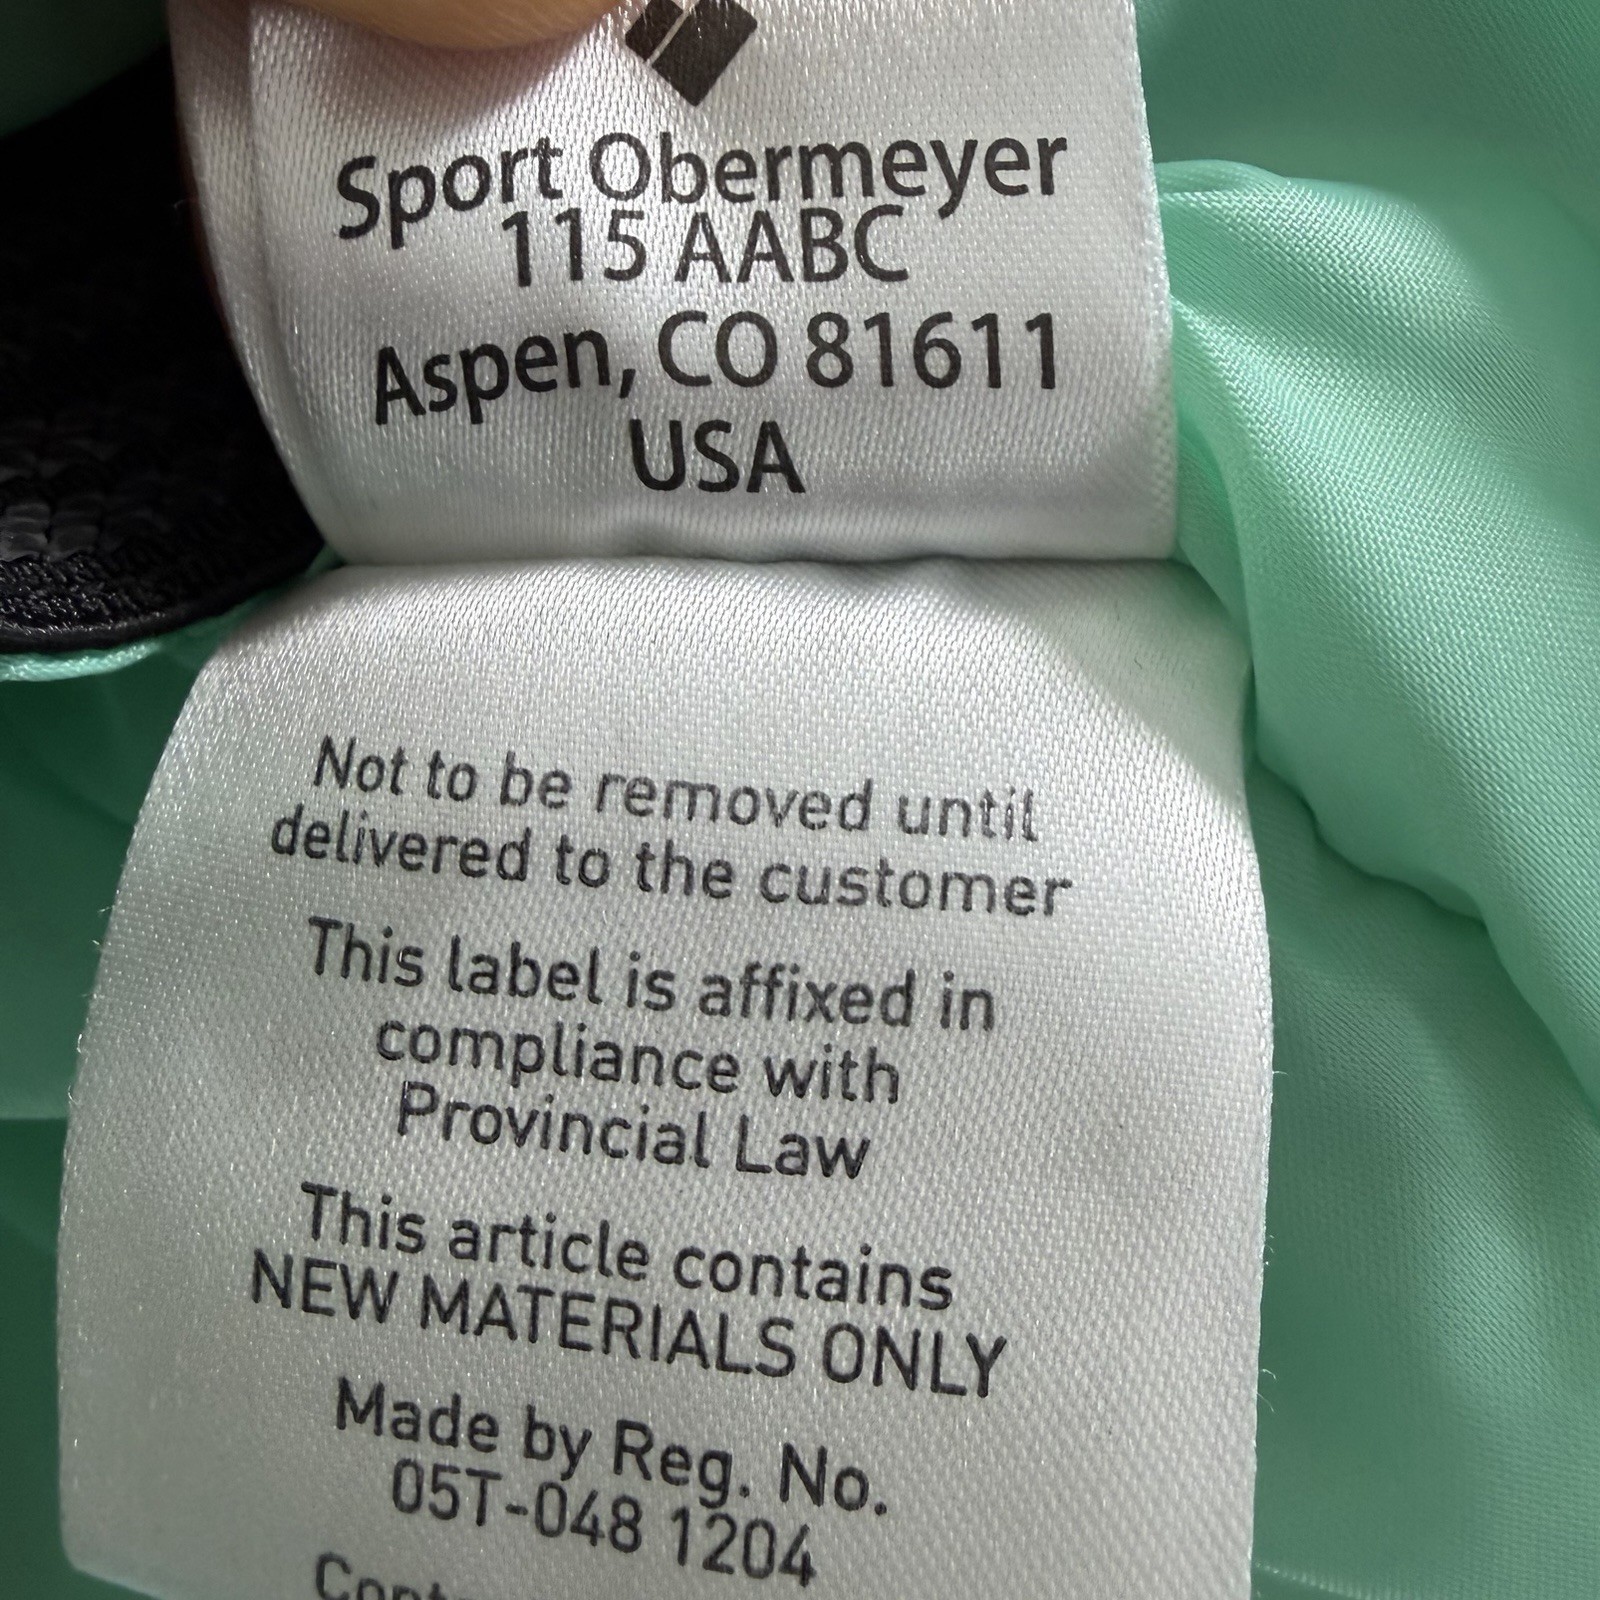 Sport Obermeyer
115 AABC
Aspen, CO 81611
USA
Not to be removed until
delivered to the customer
This label is affixed in
compliance with
Provincial Law
This article contains
NEW MATERIALS ONLY
Made by Reg. No.
05T-048 1204